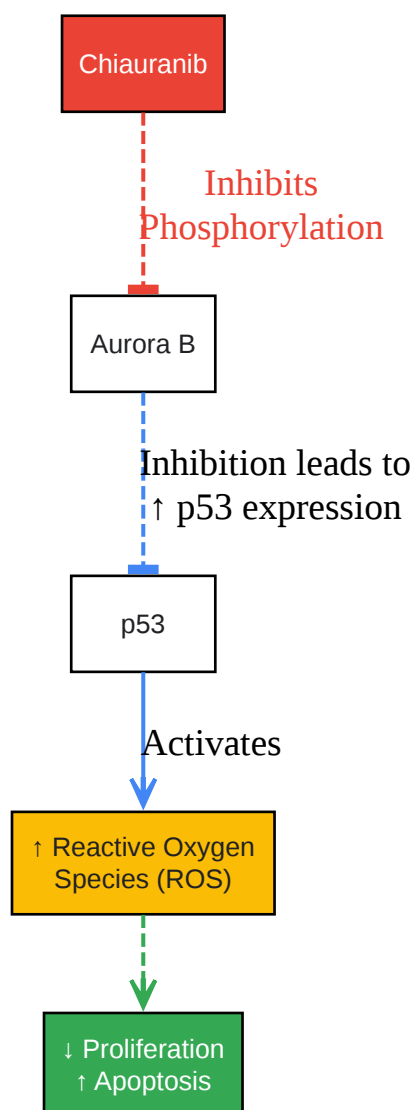 Chiauranib
Inhibits
Phosphorylation
Aurora B
Inhibition leads to
↑ p53 expression
p53
Activates
↑ Reactive Oxygen
Species (ROS)
↓ Proliferation
↑ Apoptosis